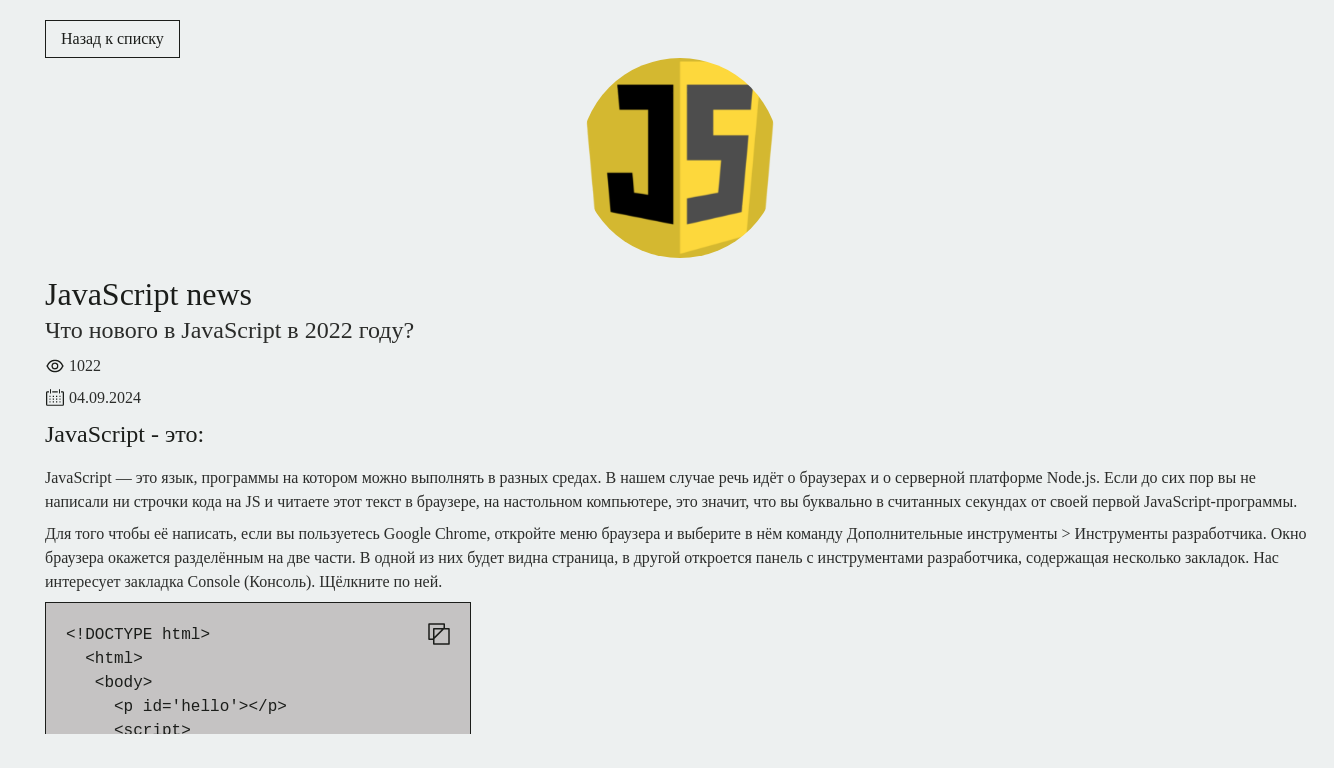 Назад к списку
JS
JavaScript news
Что нового в JavaScript в 2022 году?
1022
04.09.2024
JavaScript - это:
JavaScript — это язык, программы на котором можно выполнять в разных средах. В нашем случае речь идёт о браузерах и о серверной платформе Node.js. Если до сих пор вы не
написали ни строчки кода на JS и читаете этот текст в браузере, на настольном компьютере, это значит, что вы буквально в считанных секундах от своей первой JavaScript-программы.
Для того чтобы её написать, если вы пользуетесь Google Chrome, откройте меню браузера и выберите в нём команду Дополнительные инструменты > Инструменты разработчика. Окно
браузера окажется разделённым на две части. В одной из них будет видна страница, в другой откроется панель с инструментами разработчика, содержащая несколько закладок. Нас
интересует закладка Console (Консоль). Щёлкните по ней.
<!DOCTYPE html>
<html>
<body>
<p id='hello'></p>
<script>